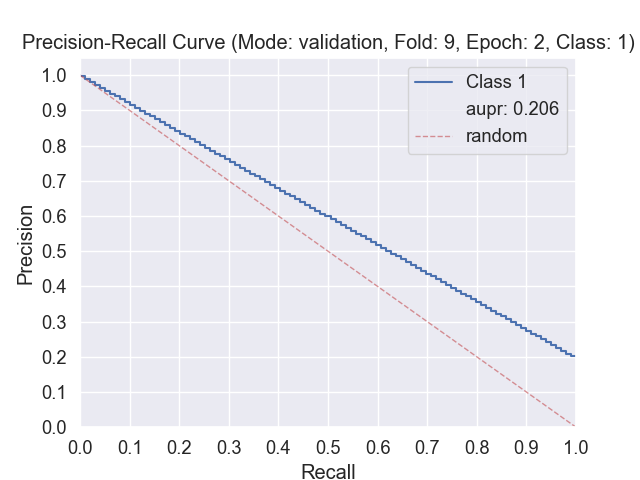 Precision-Recall Curve (Mode: validation, Fold: 9, Epoch: 2, Class: 1)
Class 1
aupr: 0.206
random
Precision
1.0
0.9
0.8
0.7
0.6
0.5
0.4
0.3
0.2
0.1
0.0
0.0 0.1 0.2 0.3 0.4 0.5 0.6 0.7 0.8 0.9 1.0
Recall